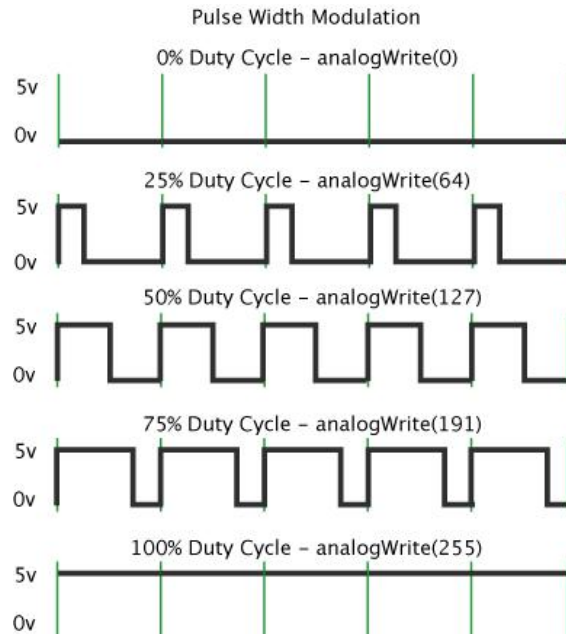 Pulse Width Modulation
0% Duty Cycle – analogWrite(0)
5v
0v
25% Duty Cycle – analogWrite(64)
5v
0v
50% Duty Cycle – analogWrite(127)
5v
0v
75% Duty Cycle – analogWrite(191)
5v
0v
100% Duty Cycle – analogWrite(255)
5v
0v